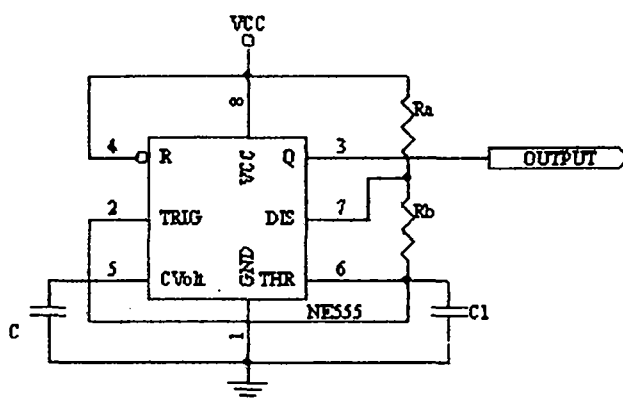 VCC
8
Ra
4
R
VCC
Q
3
OUTPUT
2
TRIG
DIS
7
Rb
5
CVolt
GND
THR
6
C
1
NE555
C1